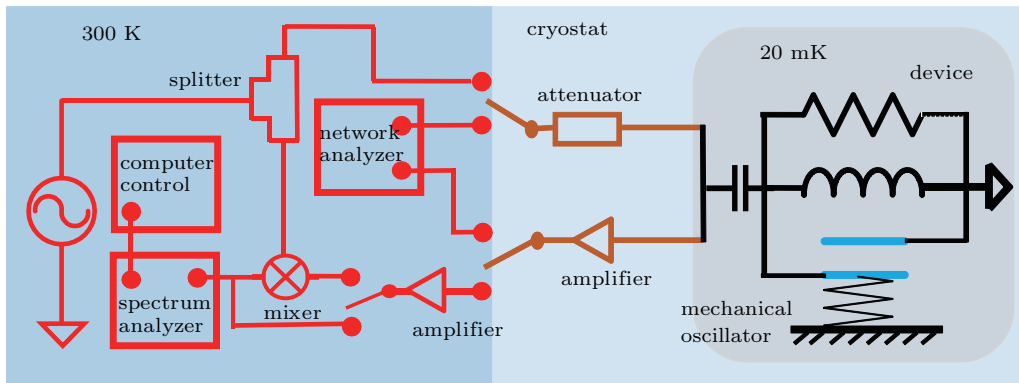 300 K
cryostat
20 mK
device
splitter
attenuator
network
analyzer
computer
control
amplifier
spectrum
analyzer
mixer
amplifier
mechanical
oscillator